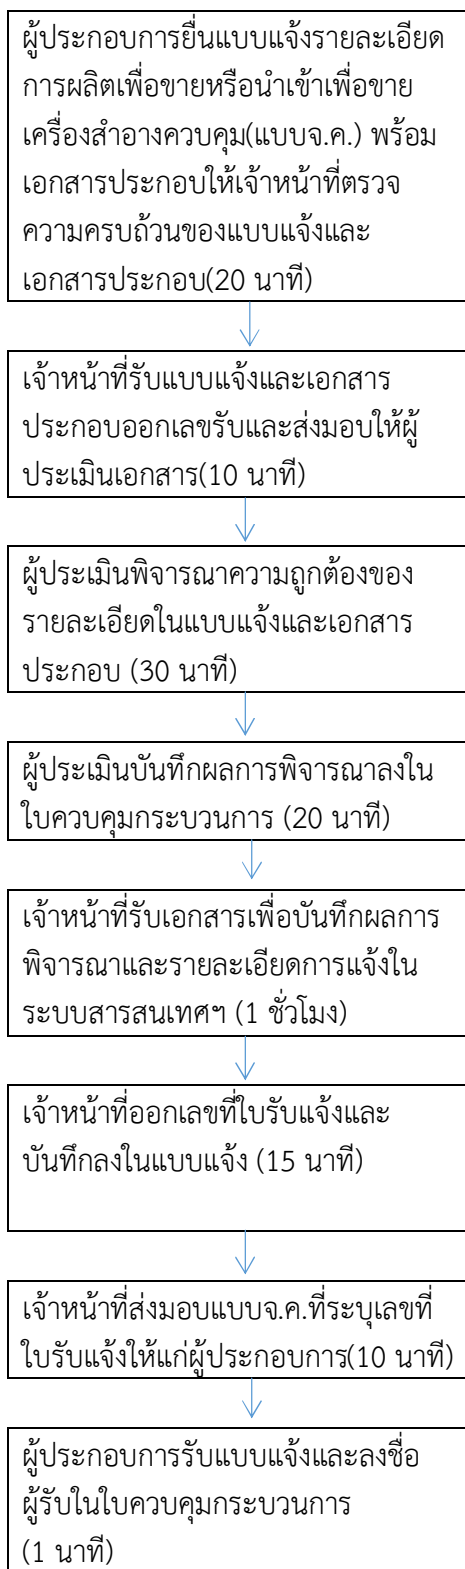 ผู้ประกอบการยื่นแบบแจ้งรายละเอียด
การผลิตเพื่อขายหรือนำเข้าเพื่อขาย
เครื่องสำอางควบคุม(แบบจ.ค.) พร้อม
เอกสารประกอบให้เจ้าหน้าที่ตรวจ
ความครบถ้วนของแบบแจ้งและ
เอกสารประกอบ(20 นาที)
เจ้าหน้าที่รับแบบแจ้งและเอกสาร
ประกอบออกเลขรับและส่งมอบให้ผู้
ประเมินเอกสาร(10 นาที)
ผู้ประเมินพิจารณาความถูกต้องของ
รายละเอียดในแบบแจ้งและเอกสาร
ประกอบ (30 นาที)
ผู้ประเมินบันทึกผลการพิจารณาลงใน
ใบควบคุมกระบวนการ (20 นาที)
เจ้าหน้าที่รับเอกสารเพื่อบันทึกผลการ
พิจารณาและรายละเอียดการแจ้งใน
ระบบสารสนเทศฯ (1 ชั่วโมง)
เจ้าหน้าที่ออกเลขที่ใบรับแจ้งและ
บันทึกลงในแบบแจ้ง (15 นาที)
เจ้าหน้าที่ส่งมอบแบบจ.ค.ที่ระบุเลขที่
ใบรับแจ้งให้แก่ผู้ประกอบการ(10 นาที)
ผู้ประกอบการรับแบบแจ้งและลงชื่อ
ผู้รับในใบควบคุมกระบวนการ
(1 นาที)